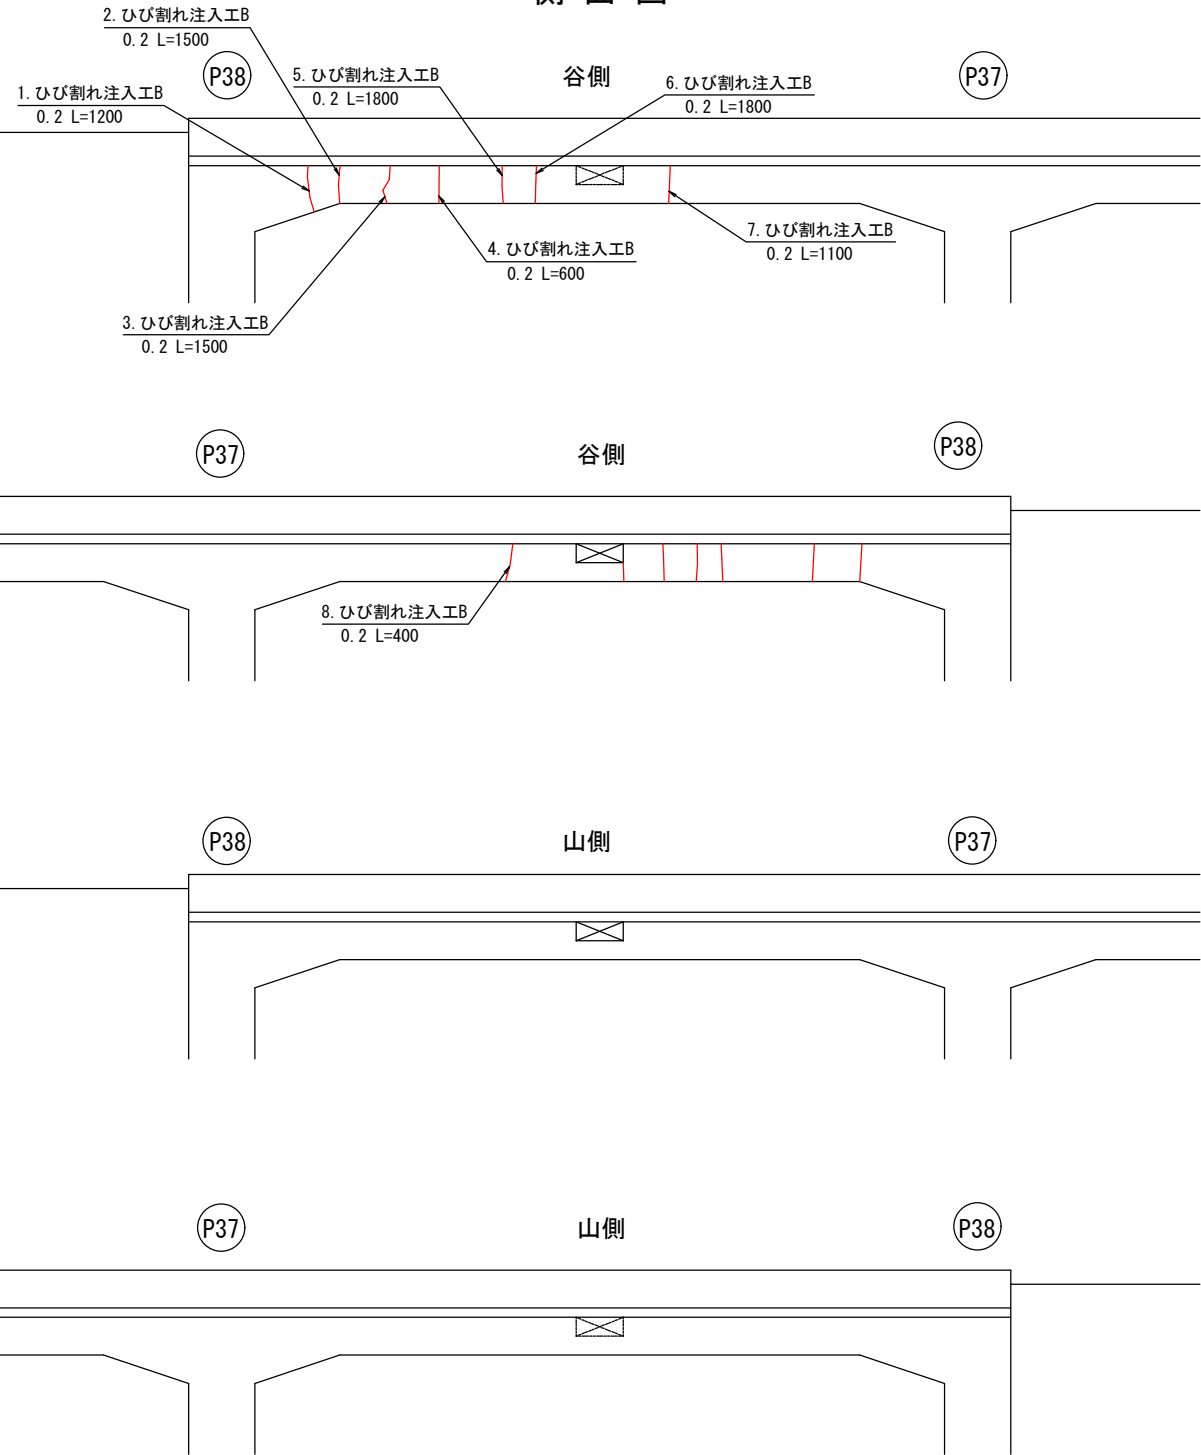 2. ひび割れ注入工B
0. 2 L=1500
P38
5. ひび割れ注入工B
0. 2 L=1800
谷側
6. ひび割れ注入工B
0. 2 L=1800
P37
1. ひび割れ注入工B
0. 2 L=1200
4. ひび割れ注入工B
0. 2 L=600
7. ひび割れ注入工B
0. 2 L=1100
3. ひび割れ注入工B
0. 2 L=1500
P37
谷側
P38
8. ひび割れ注入工B
0. 2 L=400
P38
山側
P37
P37
山側
P38